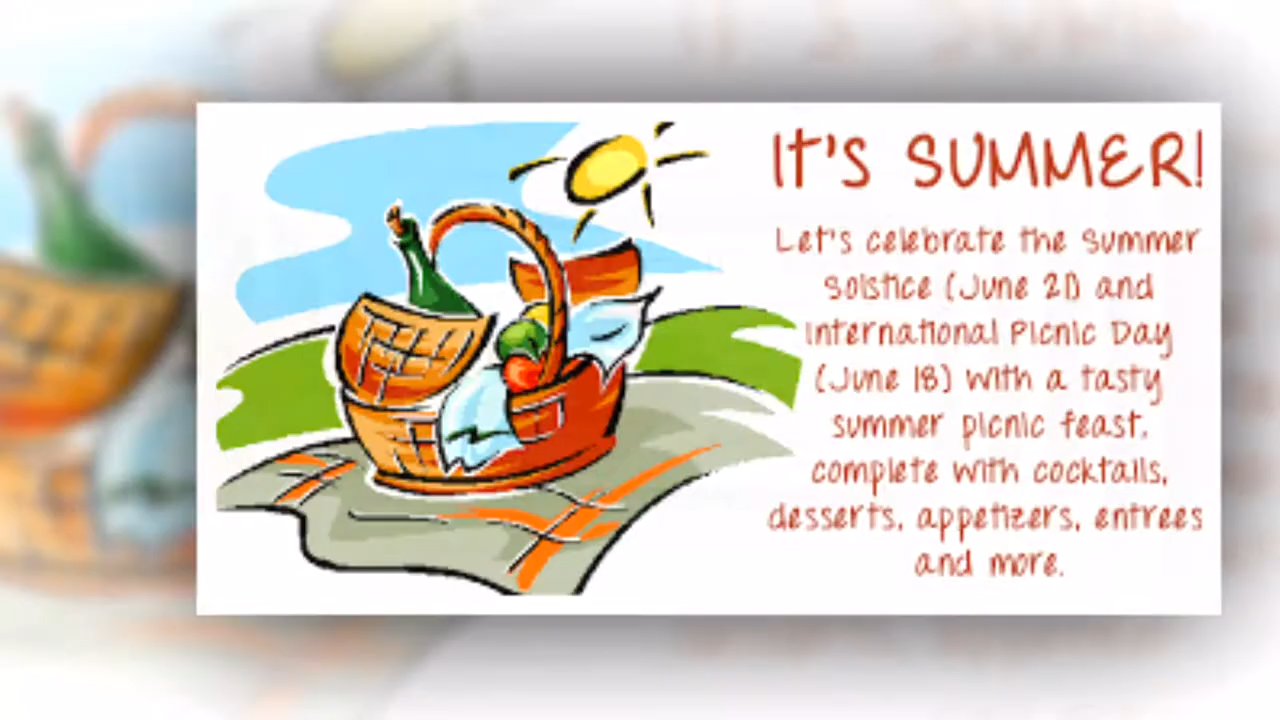 IT'S SUMMER!
Let's celebrate the summer
solstice (June 21) and
International Picnic Day
(June 18) with a tasty
summer picnic feast,
complete with cocktails,
desserts, appetizers, entrees
and more.